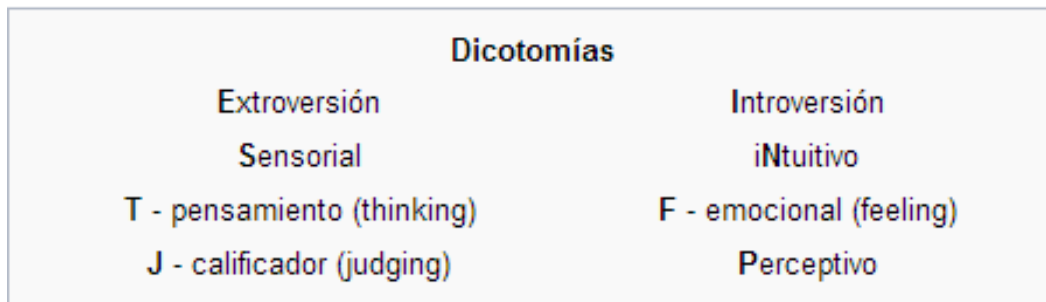 Dicotomías
Extroversión Introversión
Sensorial iNtuitivo
T - pensamiento (thinking) F - emocional (feeling)
J - calificador (judging) Perceptivo